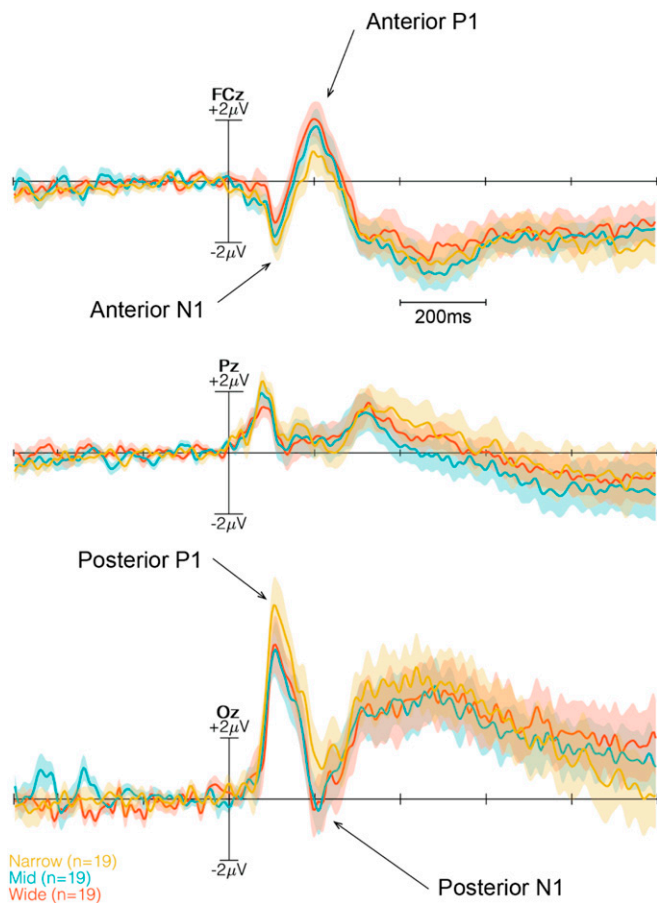 Anterior P1
FCz
+2μV
-2μV
Anterior N1
200ms
Pz
+2μV
-2μV
Posterior P1
Oz
+2μV
-2μV
Narrow (n=19)
Mid (n=19)
Wide (n=19)
Posterior N1